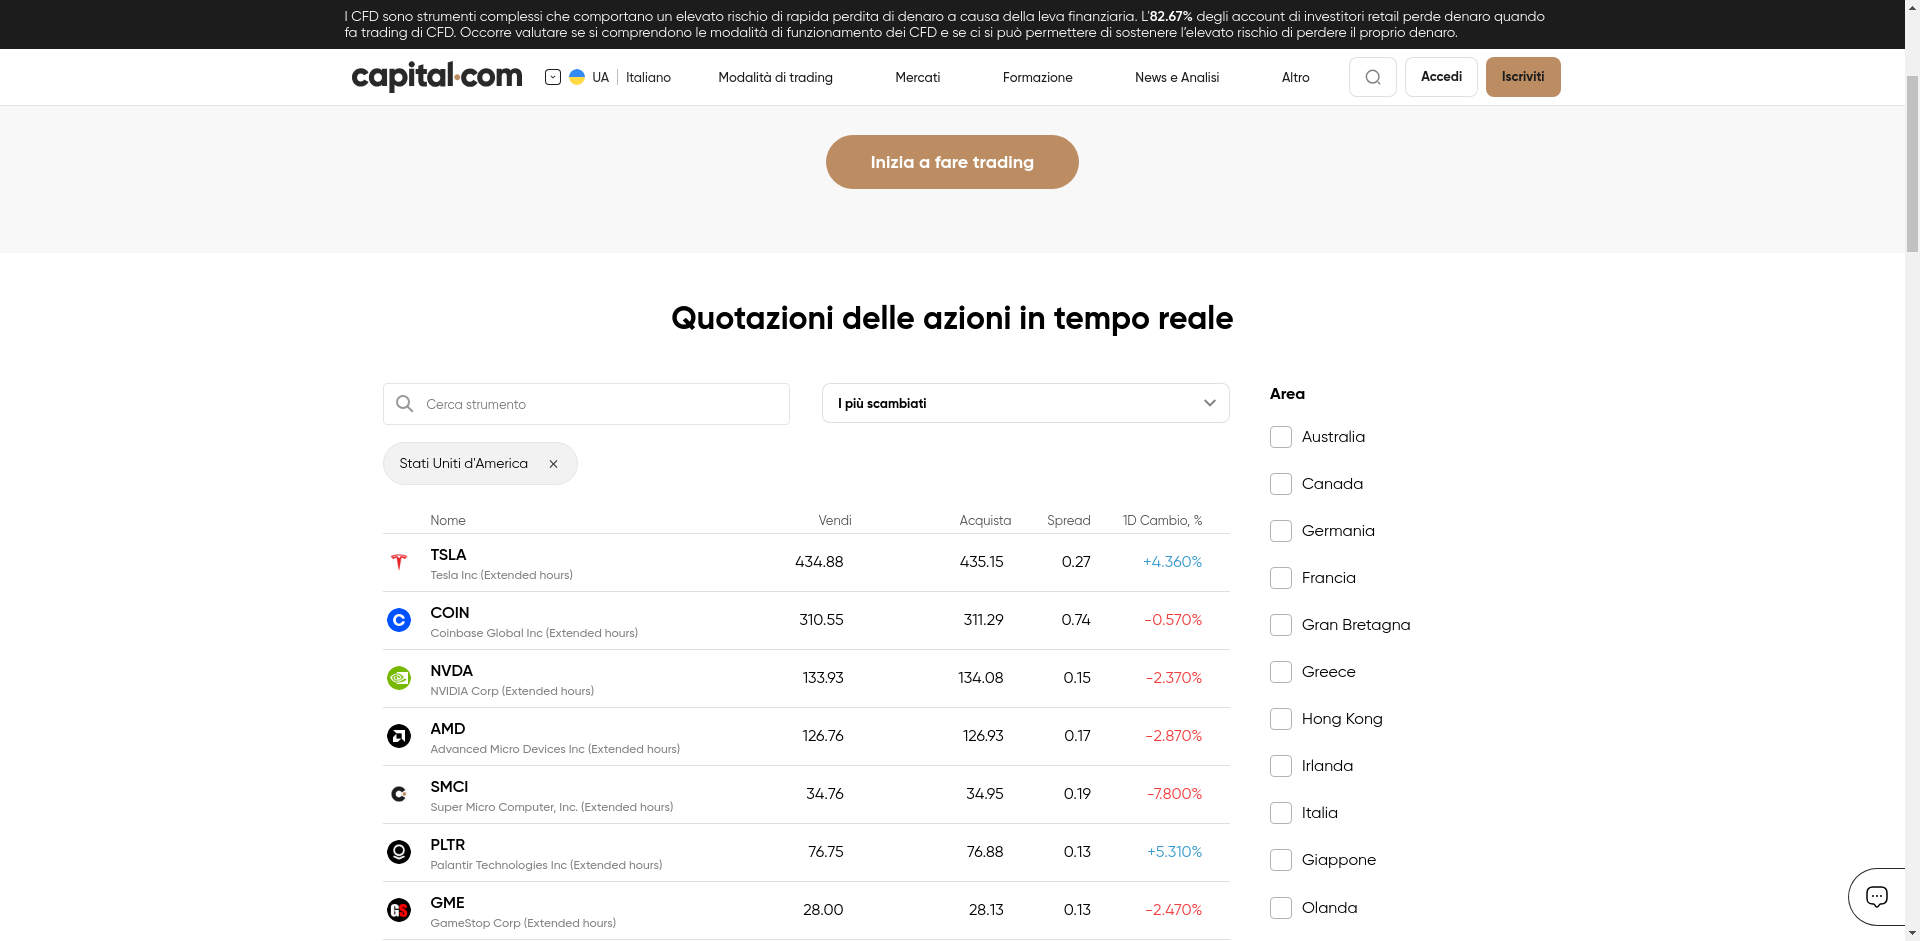 I CFD sono strumenti complessi che comportano un elevato rischio di rapida perdita di denaro a causa della leva finanziaria. L'82.67% degli account di investitori retail perde denaro quando
fa trading di CFD. Occorre valutare se si comprendono le modalità di funzionamento dei CFD e se ci si può permettere di sostenere l'elevato rischio di perdere il proprio denaro.
capital.com UA Italiano Modalità di trading Mercati Formazione News e Analisi Altro Accedi Iscriviti
Inizia a fare trading
Quotazioni delle azioni in tempo reale
Cerca strumento
I più scambiati
Stati Uniti d'America ×
Nome Vendi Acquista Spread 1D Cambio, %
TSLA 434.88 435.15 0.27 +4.360%
Tesla Inc (Extended hours)
COIN 310.55 311.29 0.74 -0.570%
Coinbase Global Inc (Extended hours)
NVDA 133.93 134.08 0.15 -2.370%
NVIDIA Corp (Extended hours)
AMD 126.76 126.93 0.17 -2.870%
Advanced Micro Devices Inc (Extended hours)
SMCI 34.76 34.95 0.19 -7.800%
Super Micro Computer, Inc. (Extended hours)
PLTR 76.75 76.88 0.13 +5.310%
Palantir Technologies Inc (Extended hours)
GS GME 28.00 28.13 0.13 -2.470%
GameStop Corp (Extended hours)
Area
Australia
Canada
Germania
Francia
Gran Bretagna
Greece
Hong Kong
Irlanda
Italia
Giappone
Olanda